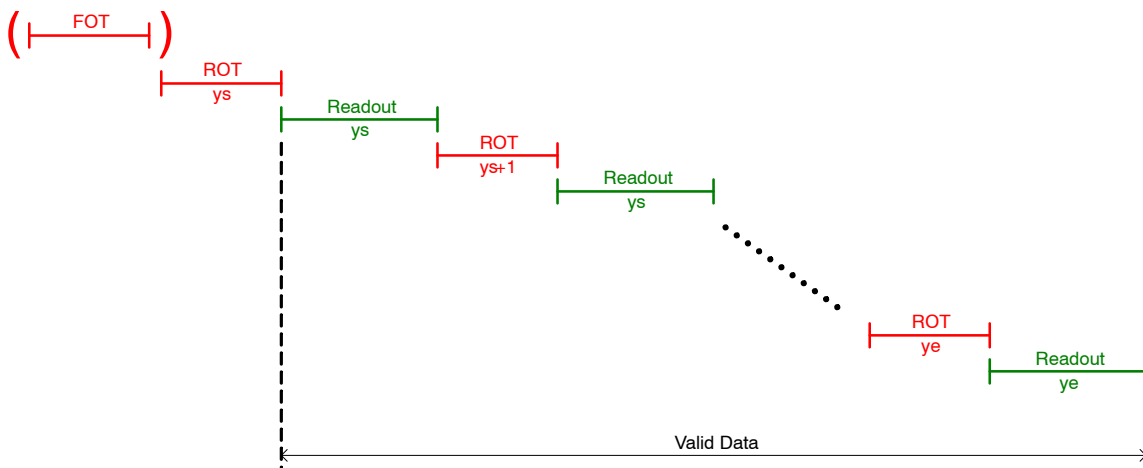 ( FOT )
ROT
ys
Readout
ys
ROT
ys+1
Readout
ys
ROT
ye
Readout
ye
Valid Data